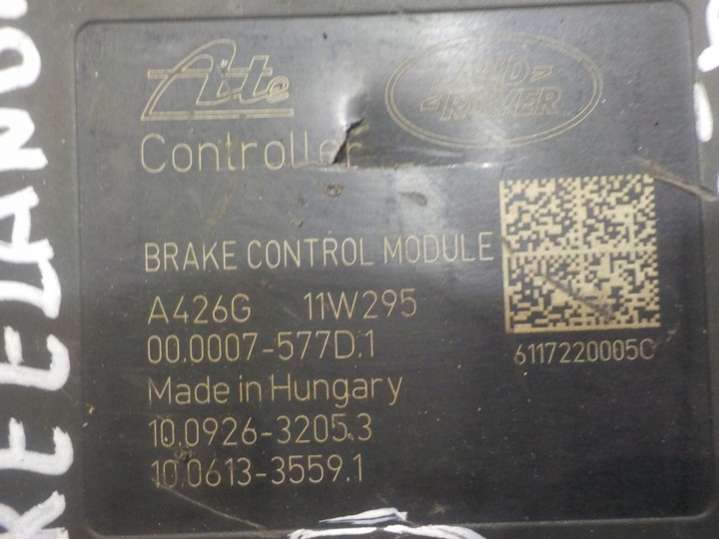 Ate
LAND
ROVER
Controller
BRAKE CONTROL MODULE
A426G 11W295
00.0007-577D.1
6117220005C
Made in Hungary
10.0926-3205.3
10.0613-3559.1